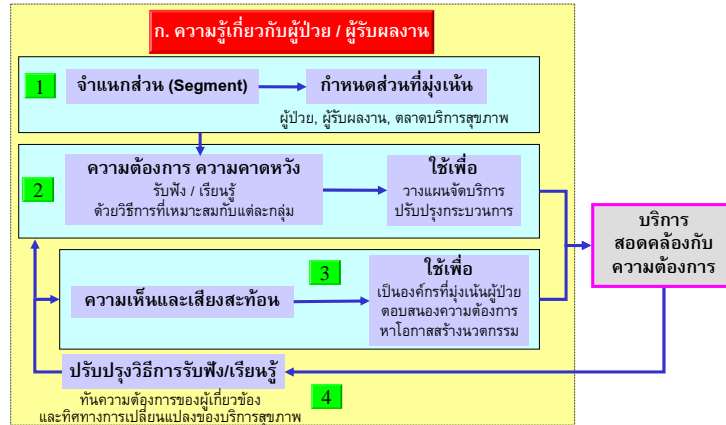 ก. ความรู้เกี่ยวกับผู้ป่วย / ผู้รับผลงาน
1
จำแนกส่วน (Segment)
กำหนดส่วนที่มุ่งเน้น
ผู้ป่วย, ผู้รับผลงาน, ตลาดบริการสุขภาพ
2
ความต้องการ ความคาดหวัง
รับฟัง / เรียนรู้
ด้วยวิธีการที่เหมาะสมกับแต่ละกลุ่ม
ใช้เพื่อ
วางแผนจัดบริการ
ปรับปรุงกระบวนการ
บริการ
สอดคล้องกับ
ความต้องการ
3
ความเห็นและเสียงสะท้อน
ใช้เพื่อ
เป็นองค์กรที่มุ่งเน้นผู้ป่วย
ตอบสนองความต้องการ
หาโอกาสสร้างนวตกรรม
ปรับปรุงวิธีการรับฟัง/เรียนรู้
4
ทันความต้องการของผู้เกี่ยวข้อง
และทิศทางการเปลี่ยนแปลงของบริการสุขภาพ